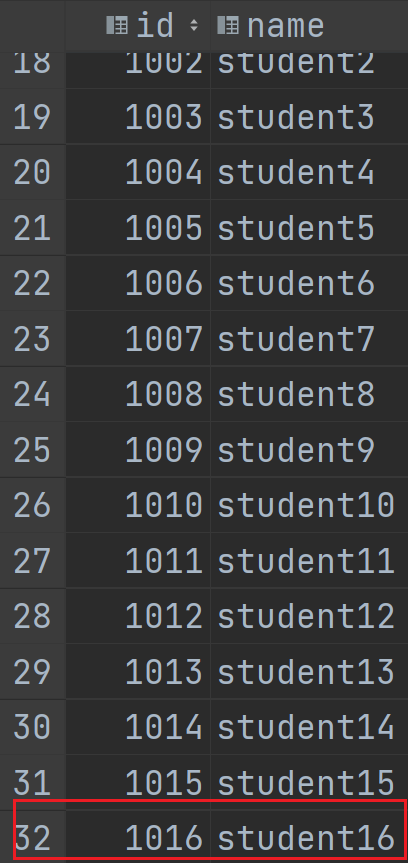 id name
18 1002 student2
19 1003 student3
20 1004 student4
21 1005 student5
22 1006 student6
23 1007 student7
24 1008 student8
25 1009 student9
26 1010 student10
27 1011 student11
28 1012 student12
29 1013 student13
30 1014 student14
31 1015 student15
32 1016 student16